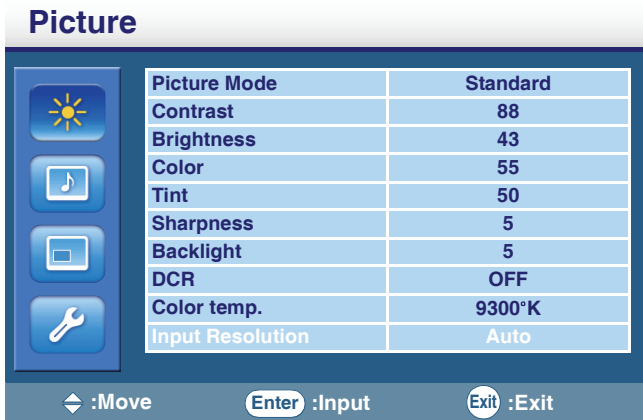 Picture
Picture Mode Standard
Contrast 88
Brightness 43
Color 55
Tint 50
Sharpness 5
Backlight 5
DCR OFF
Color temp. 9300°K
Input Resolution Auto
:Move Enter :Input Exit :Exit